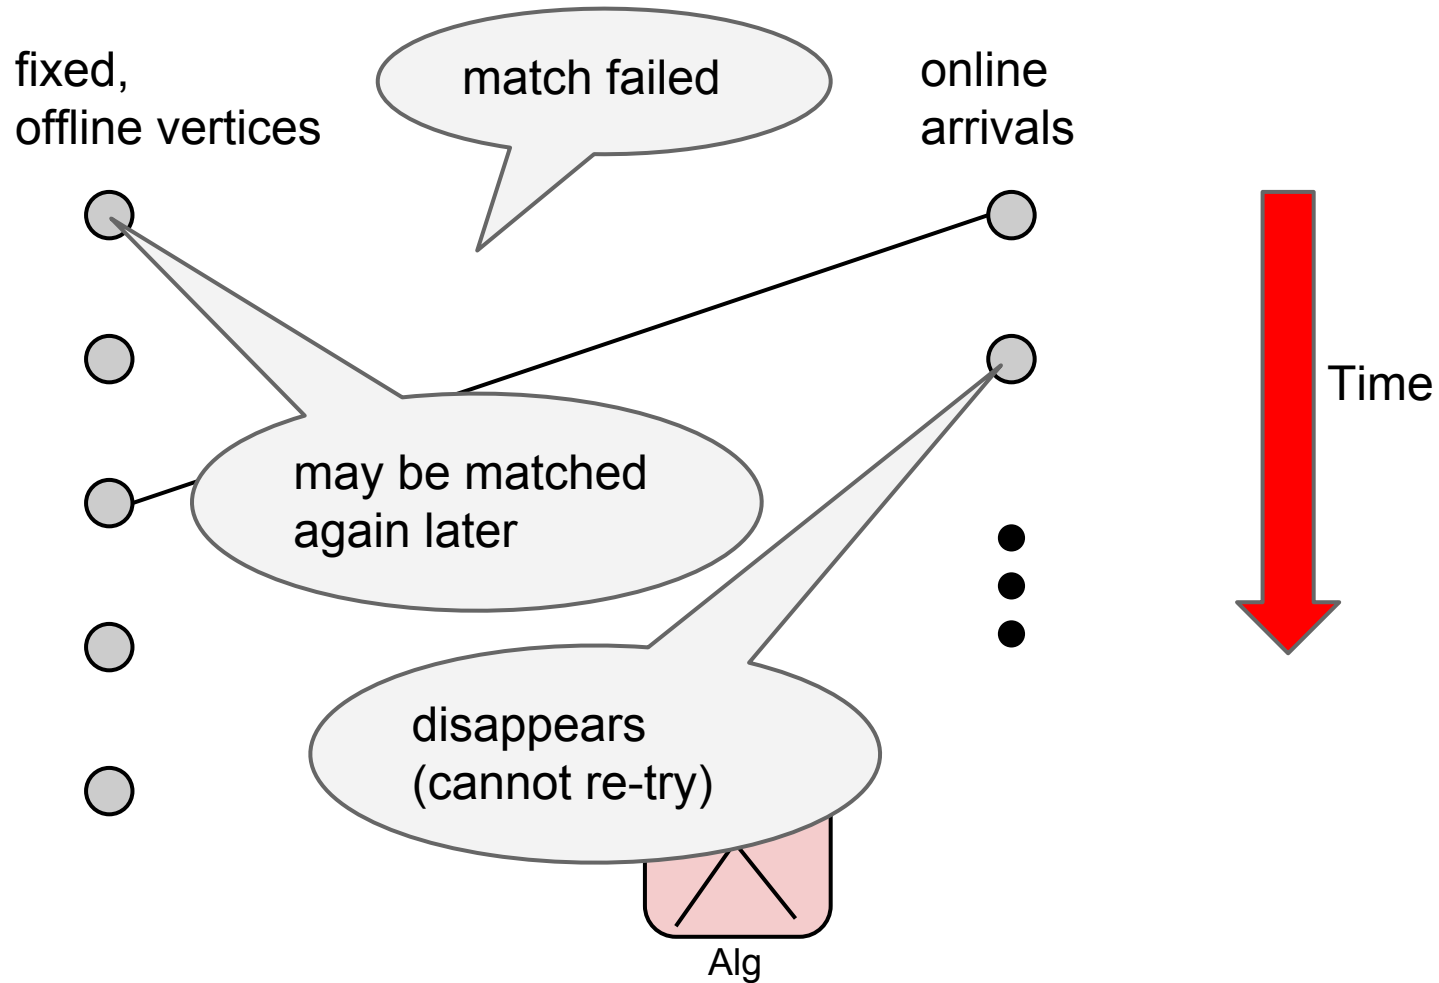 fixed,
offline vertices
match failed
online
arrivals
Time
may be matched
again later
disappears
(cannot re-try)
Alg